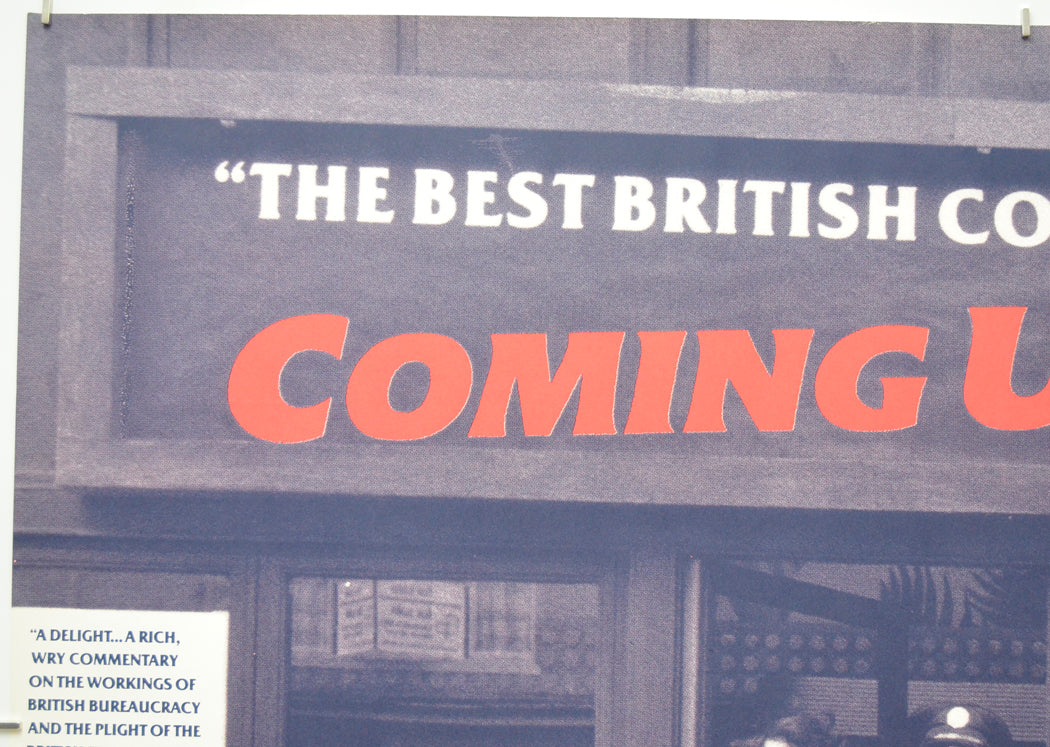 “THE BEST BRITISH CO
COMING U
“A DELIGHT... A RICH,
WRY COMMENTARY
ON THE WORKINGS OF
BRITISH BUREAUCRACY
AND THE PLIGHT OF THE